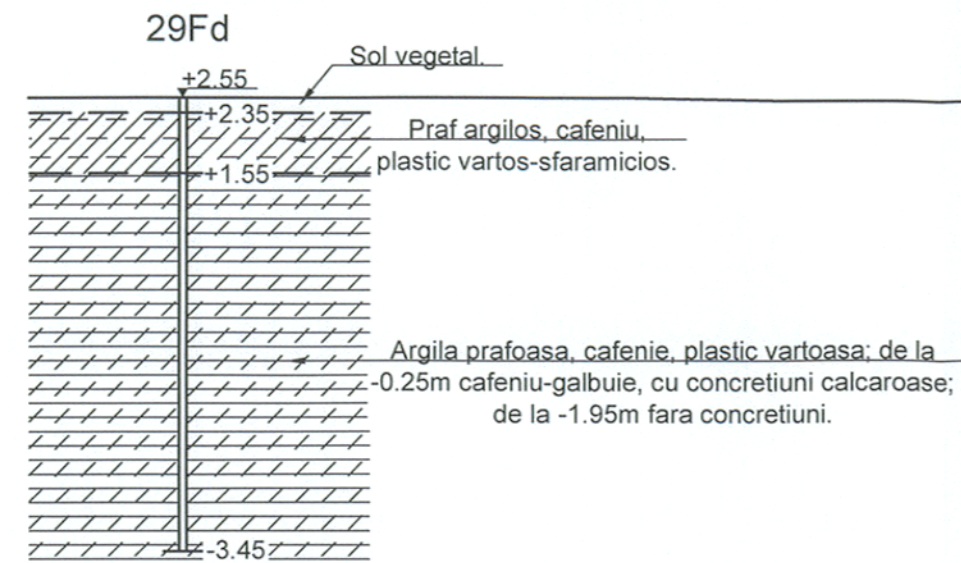 29Fd
Sol vegetal.
+2.55
+2.35
Praf argilos, cafeniu,
plastic vartos-sfaramicios.
+1.55
Argila prafoasa, cafenie, plastic vartoasa; de la
-0.25m cafeniu-galbuie, cu concretiuni calcaroase;
de la -1.95m fara concretiuni.
-3.45